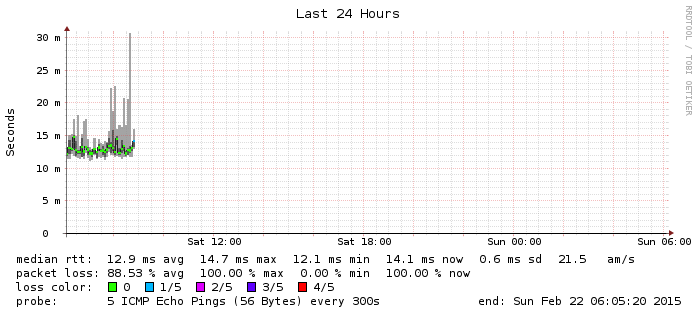 Last 24 Hours
RRDTOOL / TOBI OETIKER
Seconds
30 m
25 m
20 m
15 m
10 m
5 m
0
Sat 12:00 Sat 18:00 Sun 00:00 Sun 06:00
median rtt: 12.9 ms avg 14.7 ms max 12.1 ms min 14.1 ms now 0.6 ms sd 21.5 am/s
packet loss: 88.53 % avg 100.00 % max 0.00 % min 100.00 % now
loss color: 0 1/5 2/5 3/5 4/5
probe: 5 ICMP Echo Pings (56 Bytes) every 300s end: Sun Feb 22 06:05:20 2015